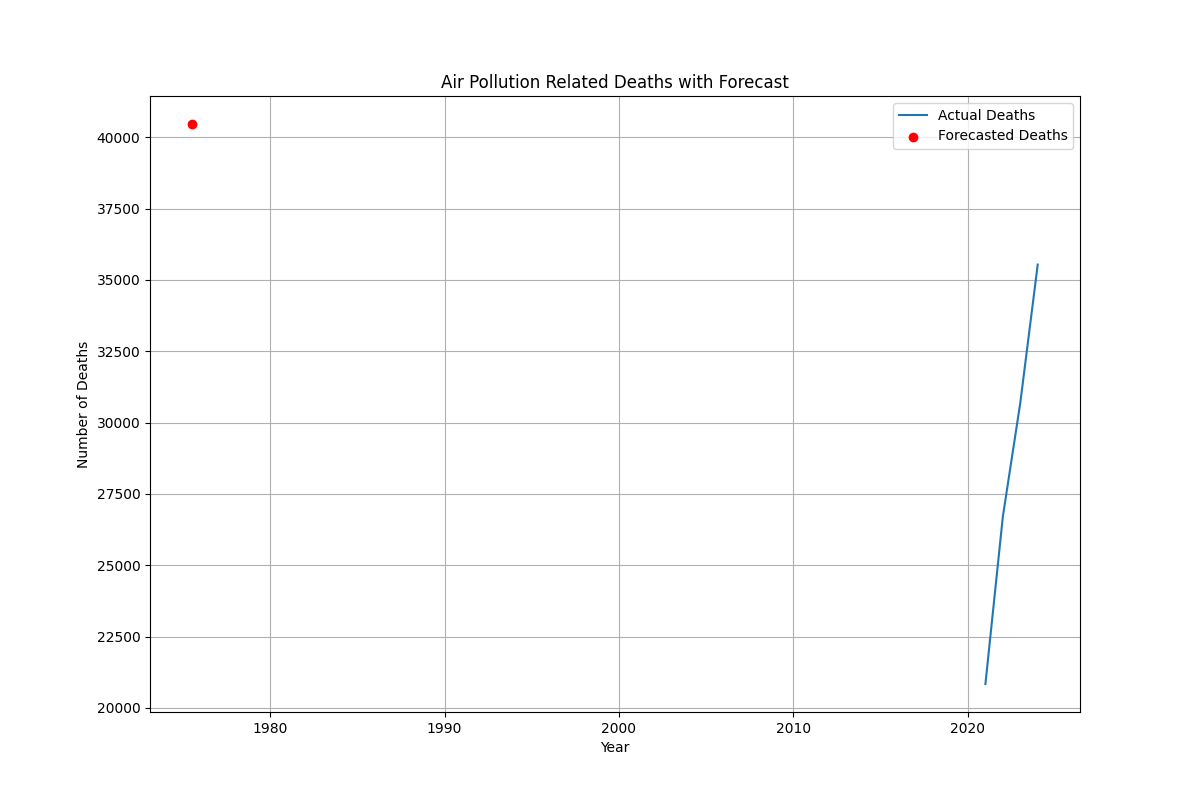 Air Pollution Related Deaths with Forecast
Actual Deaths
Forecasted Deaths
40000
37500
35000
32500
30000
27500
25000
22500
20000
Number of Deaths
1980 1990 2000 2010 2020
Year